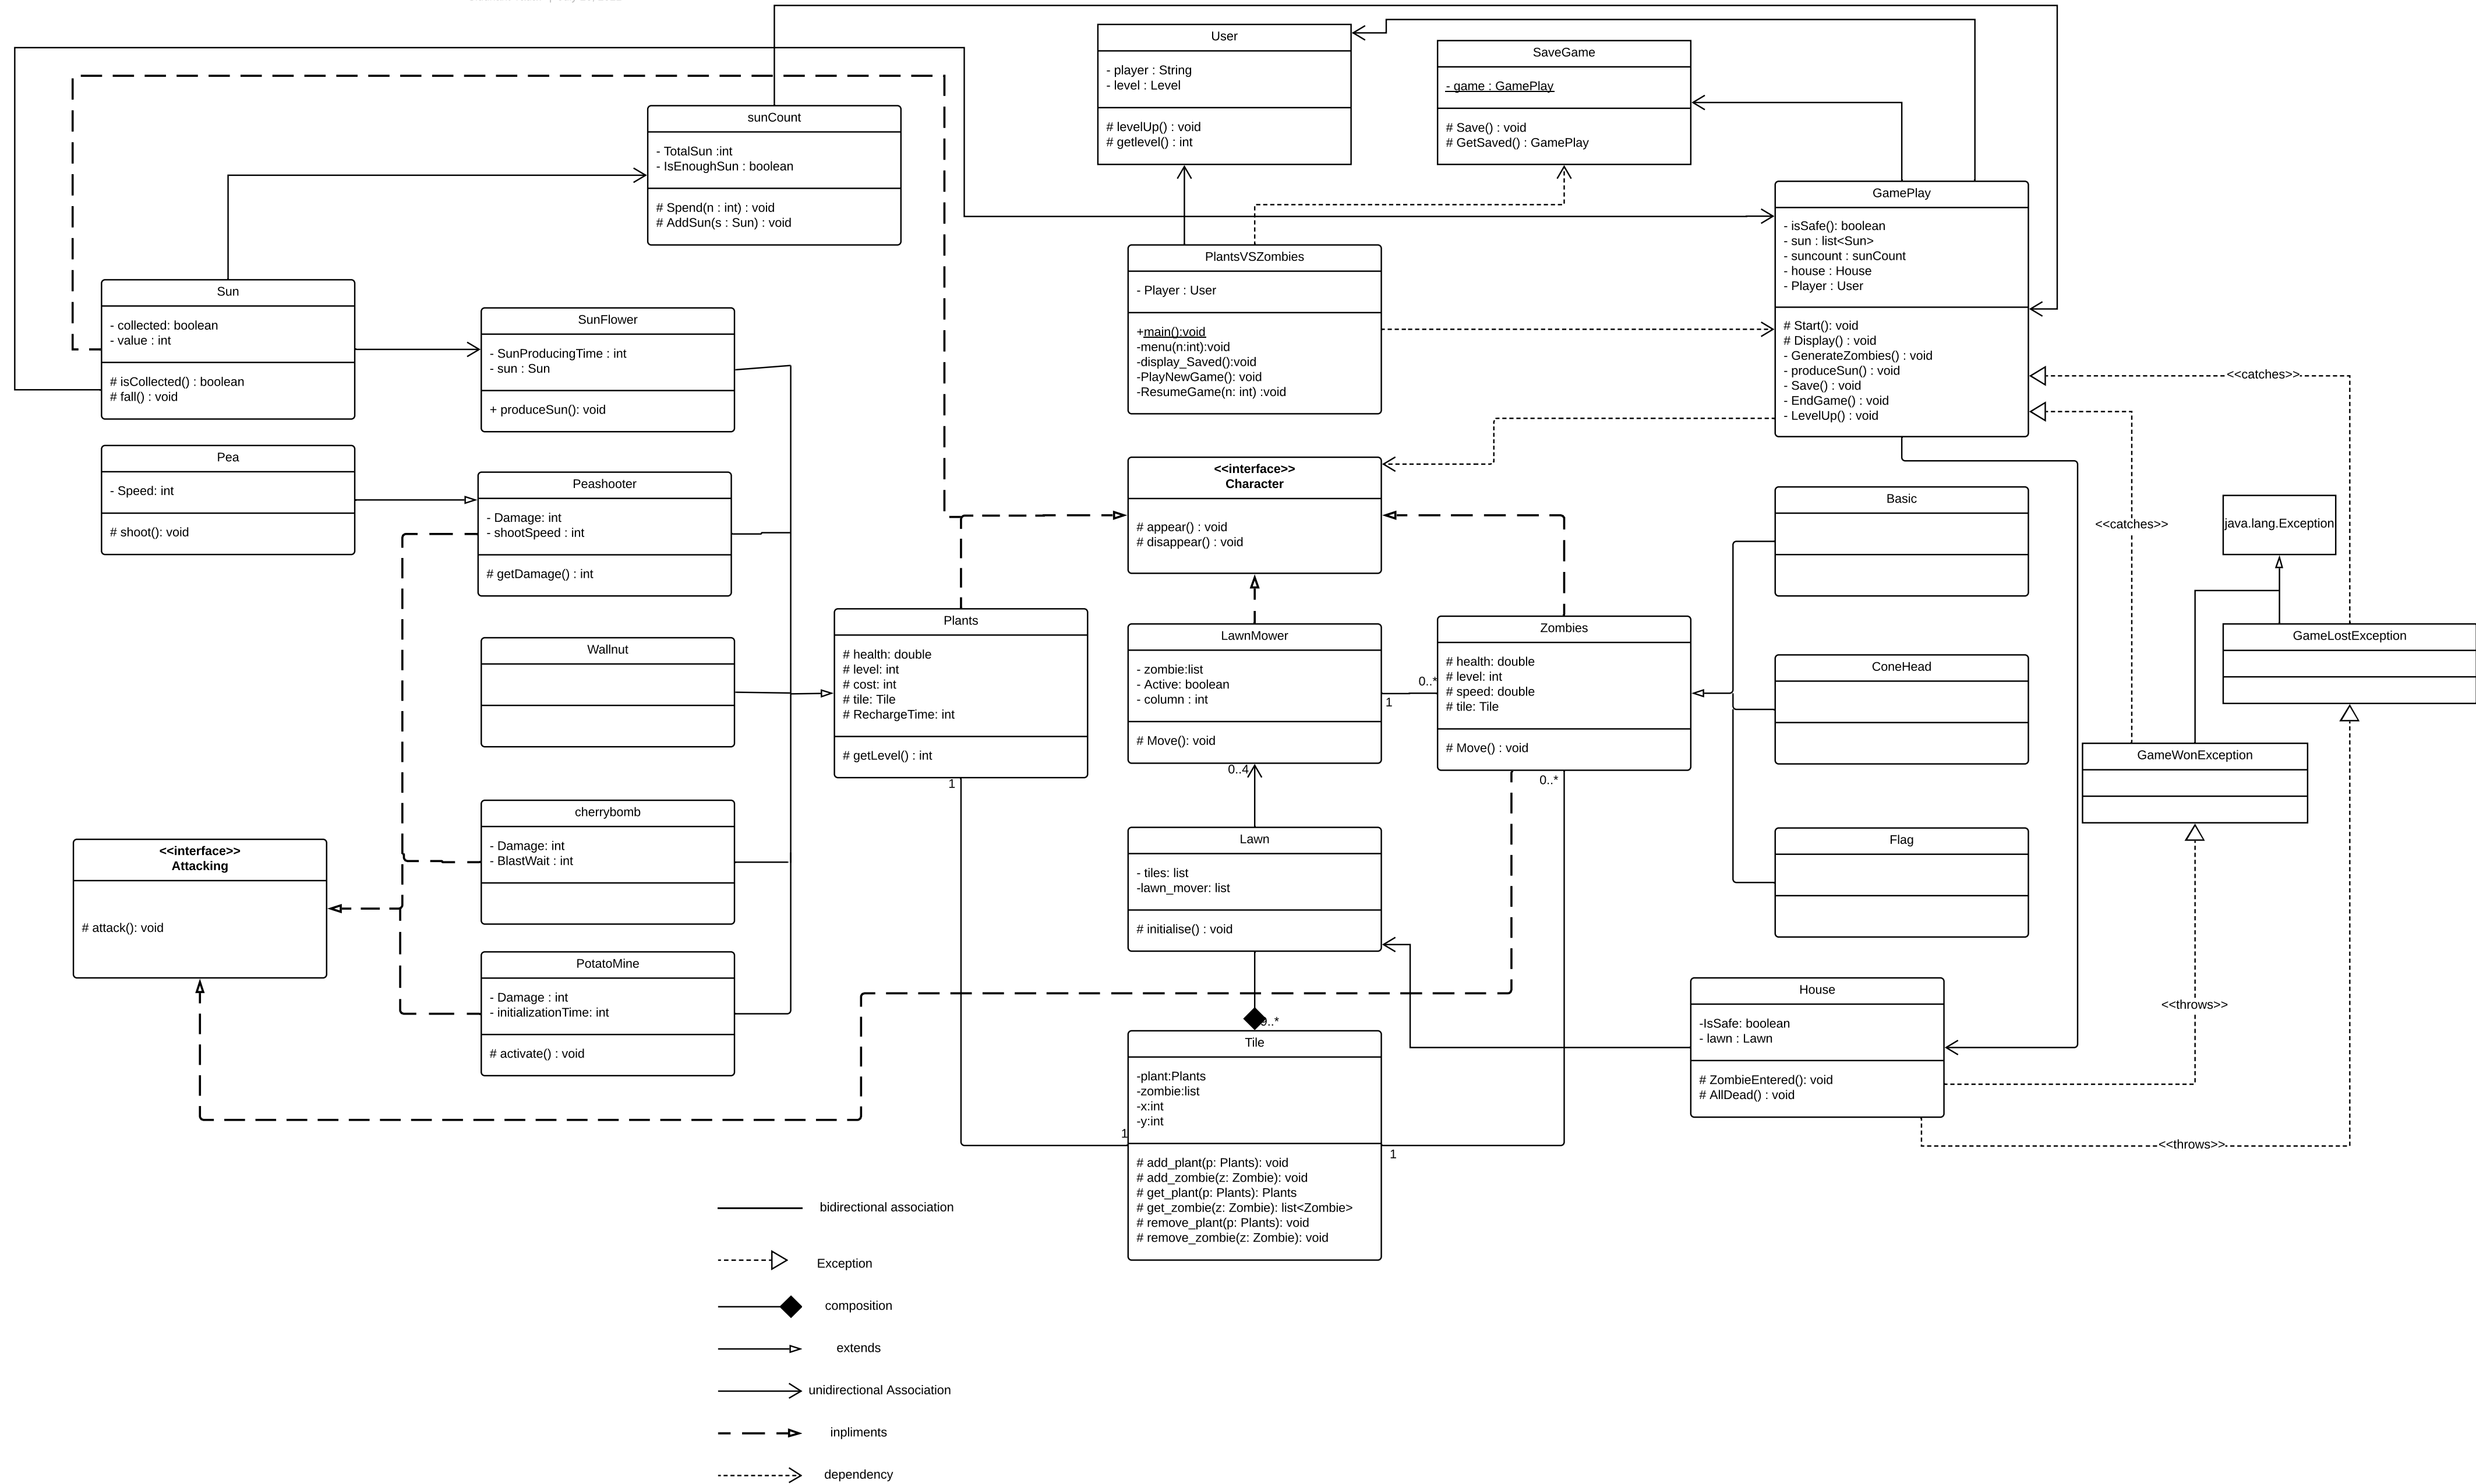 User
- player : String
- level : Level
# levelUp() : void
# getlevel() : int
SaveGame
- game : GamePlay
# Save() : void
# GetSaved() : GamePlay
sunCount
- TotalSun :int
- IsEnoughSun : boolean
# Spend(n : int) : void
# AddSun(s : Sun) : void
GamePlay
- isSafe(): boolean
- sun : list<Sun>
- suncount : sunCount
- house : House
- Player : User
# Start(): void
# Display() : void
- GenerateZombies() : void
- produceSun() : void
- Save() : void
- EndGame() : void
- LevelUp() : void
PlantsVSZombies
- Player : User
+main():void
-menu(n:int):void
-display_Saved():void
-PlayNewGame(): void
-ResumeGame(n: int) :void
Sun
- collected: boolean
- value : int
# isCollected() : boolean
# fall() : void
SunFlower
- SunProducingTime : int
- sun : Sun
+ produceSun(): void
<<catches>>
Pea
- Speed: int
# shoot(): void
Peashooter
- Damage: int
- shootSpeed : int
# getDamage() : int
<<interface>>
Character
# appear() : void
# disappear() : void
Basic
<<catches>>
java.lang.Exception
Wallnut
Plants
# health: double
# level: int
# cost: int
# tile: Tile
# RechargeTime: int
# getLevel() : int
1
LawnMower
- zombie:list
- Active: boolean
- column : int
# Move(): void
0..4
0..*
1
Zombies
# health: double
# level: int
# speed: double
# tile: Tile
# Move() : void
0..*
ConeHead
GameLostException
GameWonException
cherrybomb
- Damage: int
- BlastWait : int
<<interface>>
Attacking
# attack(): void
Lawn
- tiles: list
-lawn_mover: list
# initialise() : void
Flag
PotatoMine
- Damage : int
- initializationTime: int
# activate() : void
House
-IsSafe: boolean
- lawn : Lawn
# ZombieEntered(): void
# AllDead() : void
<<throws>>
<<throws>>
..*
Tile
-plant:Plants
-zombie:list
-x:int
-y:int
1
1
# add_plant(p: Plants): void
# add_zombie(z: Zombie): void
# get_plant(p: Plants): Plants
# get_zombie(z: Zombie): list<Zombie>
# remove_plant(p: Plants): void
# remove_zombie(z: Zombie): void
bidirectional association
Exception
composition
extends
unidirectional Association
inpliments
dependency